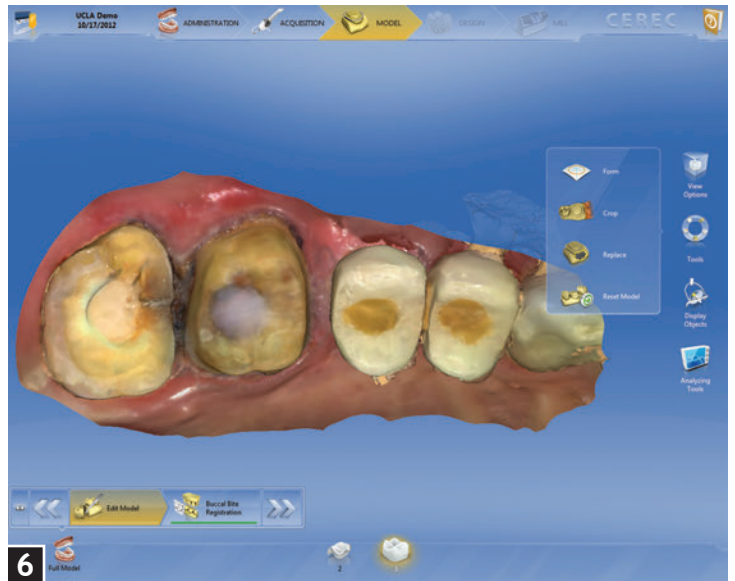 UCLA Demo
10/17/2012
ADMINISTRATION
ACQUISITION
MODEL
DESIGN
MILL
CEREC
Form
Crop
Replace
Reset Model
View
Options
Tools
Display
Objects
Analyzing
Tools
Edit Model
Buccal Bite
Registration
Full Model
2
1
6